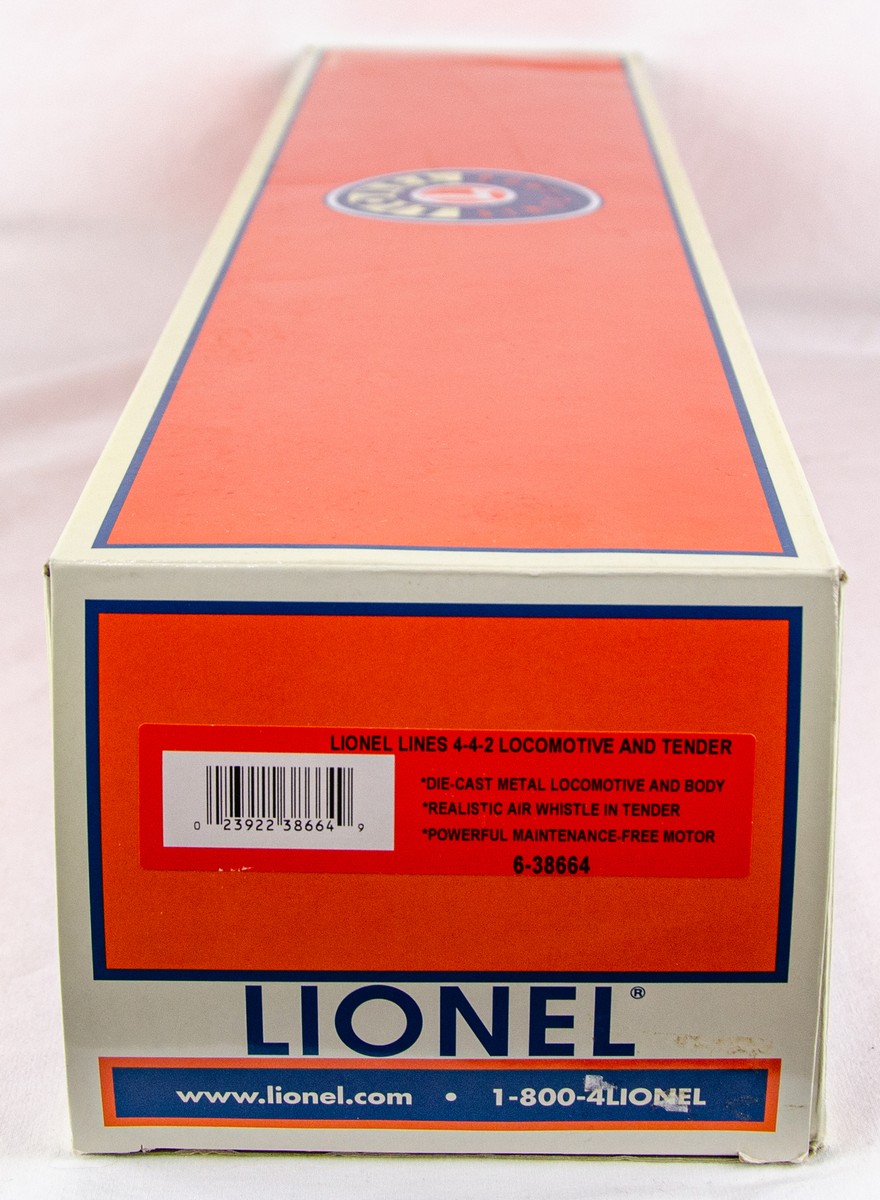 LIONEL LINES 4-4-2 LOCOMOTIVE AND TENDER
*DIE-CAST METAL LOCOMOTIVE AND BODY
*REALISTIC AIR WHISTLE IN TENDER
*POWERFUL MAINTENANCE-FREE MOTOR
6-38664
0 23922 38664 9
LIONEL®
www.lionel.com • 1-800-4LIONEL